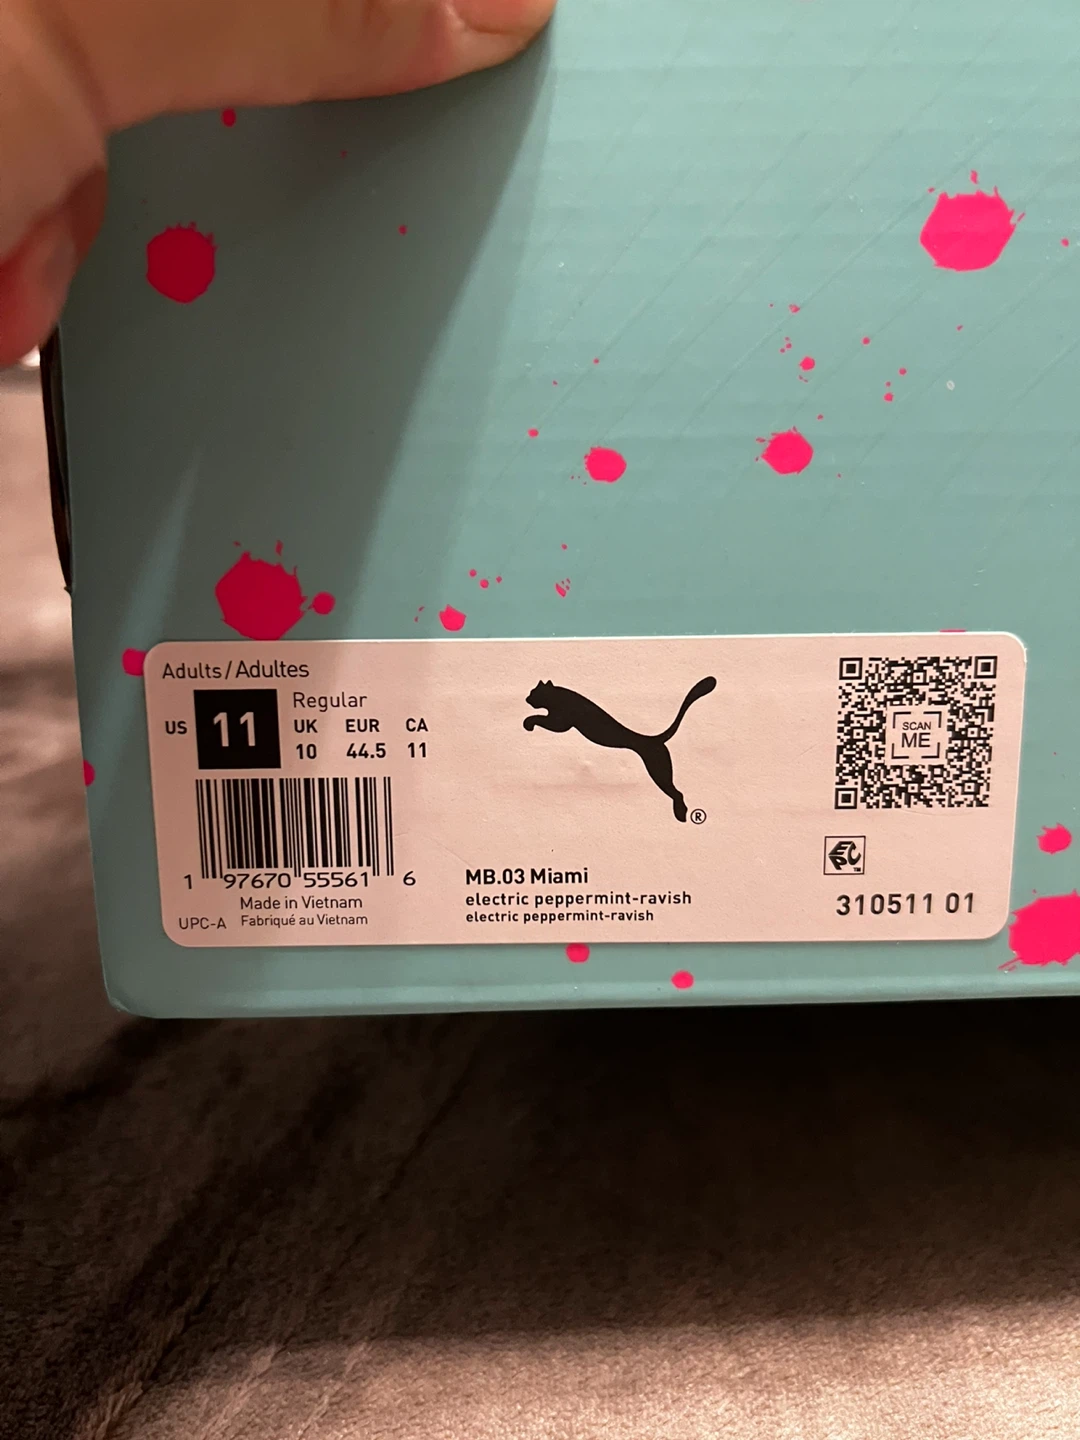 Adults/Adultes
US 11
Regular
UK EUR CA
10 44.5 11
1 97670 55561 6
Made in Vietnam
UPC-A Fabriqué au Vietnam
®
MB.03 Miami
electric peppermint-ravish
electric peppermint-ravish
SCAN
ME
EPC™
310511 01